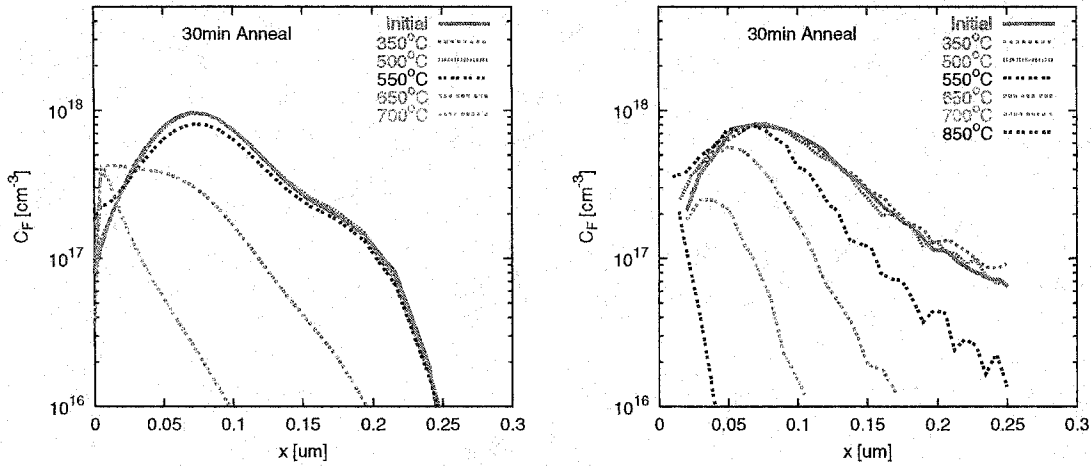 30min Anneal
Initial
350°C
500°C
550°C
650°C
700°C
10^18
10^17
10^16
C_F [cm^-3]
0
0.05
0.1
0.15
0.2
0.25
0.3
x [um]
30min Anneal
Initial
350°C
500°C
550°C
650°C
700°C
850°C
10^18
10^17
10^16
C_F [cm^-3]
0
0.05
0.1
0.15
0.2
0.25
0.3
x [um]